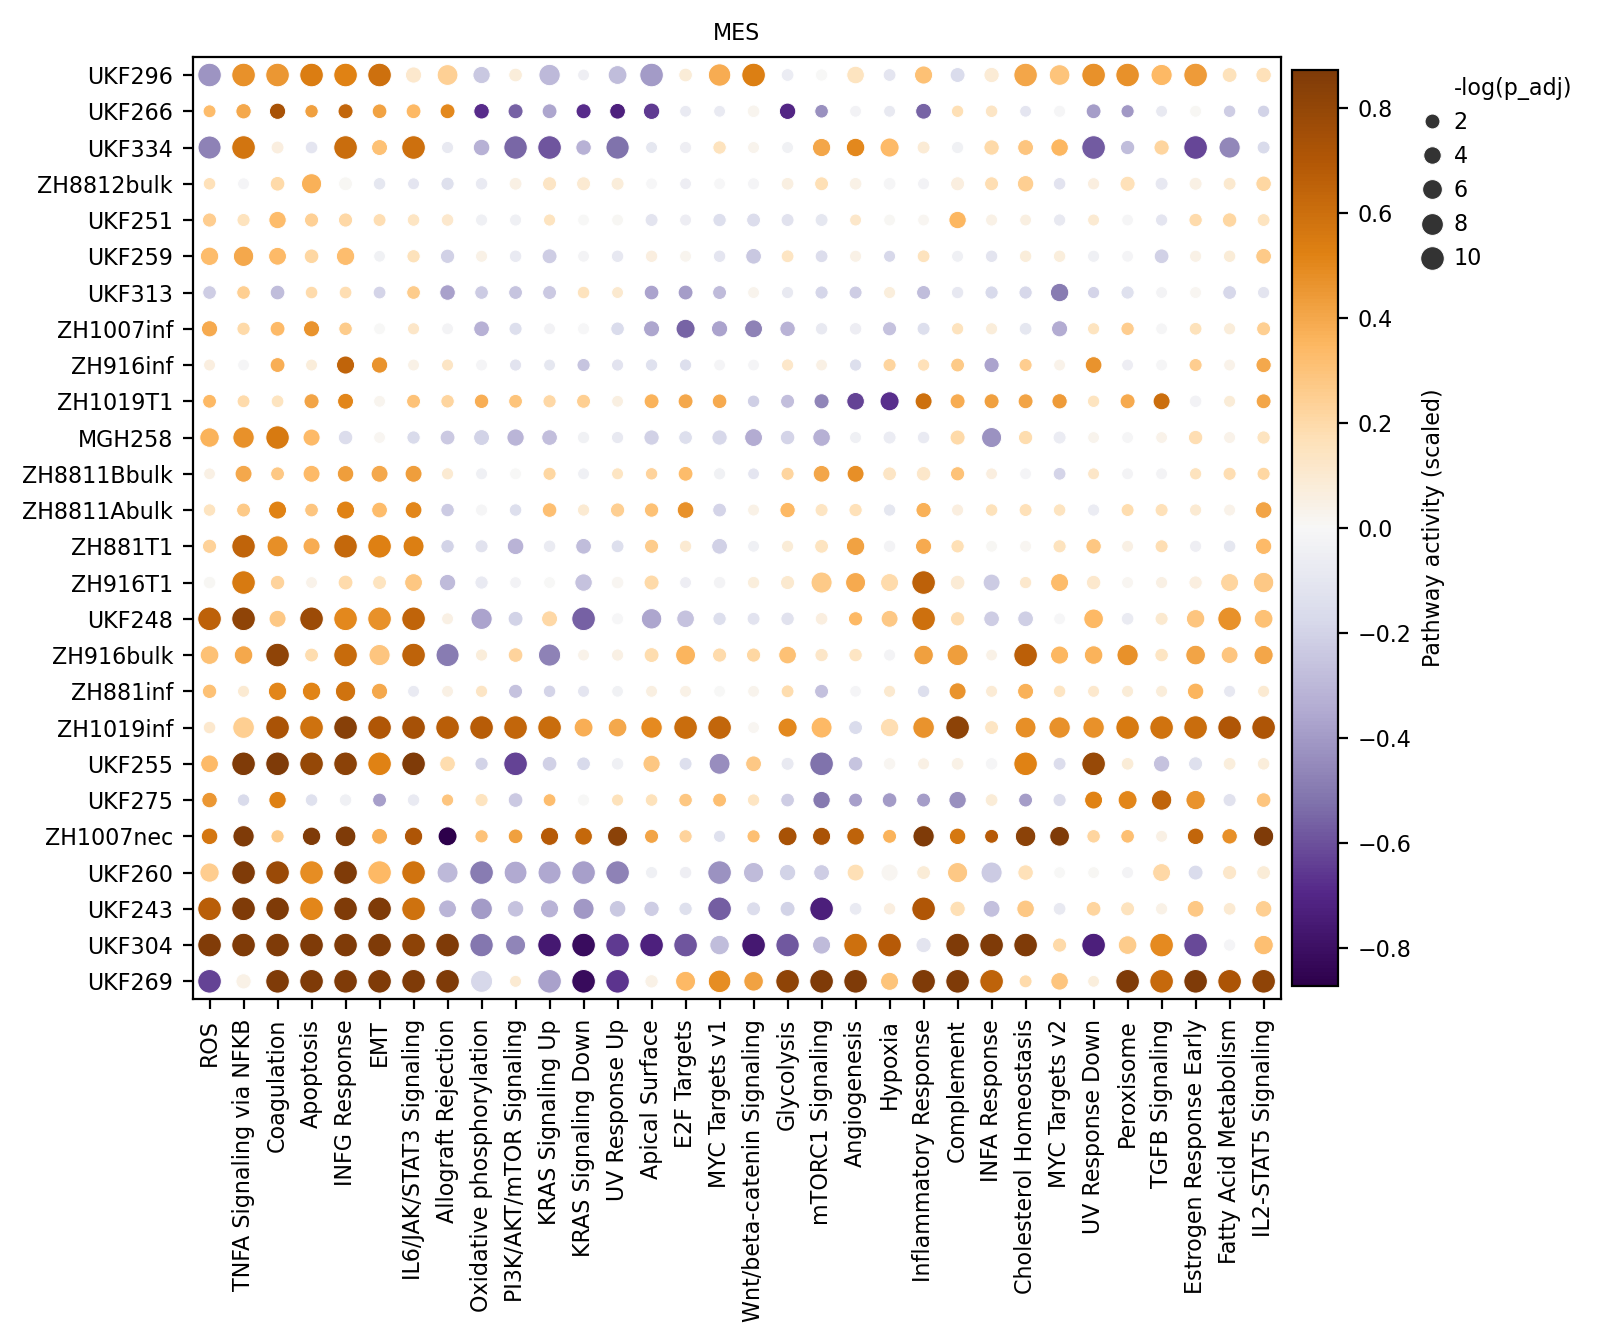 MES
UKF296
UKF266
UKF334
ZH8812bulk
UKF251
UKF259
UKF313
ZH1007inf
ZH916inf
ZH1019T1
MGH258
ZH8811Bbulk
ZH8811Abulk
ZH881T1
ZH916T1
UKF248
ZH916bulk
ZH881inf
ZH1019inf
UKF255
UKF275
ZH1007nec
UKF260
UKF243
UKF304
UKF269
ROS
TNFA Signaling via NFKB
Coagulation
Apoptosis
INFG Response
EMT
IL6/JAK/STAT3 Signaling
Allograft Rejection
Oxidative phosphorylation
PI3K/AKT/mTOR Signaling
KRAS Signaling Up
KRAS Signaling Down
UV Response Up
Apical Surface
E2F Targets
MYC Targets v1
Wnt/beta-catenin Signaling
Glycolysis
mTORC1 Signaling
Angiogenesis
Hypoxia
Inflammatory Response
Complement
INFA Response
Cholesterol Homeostasis
MYC Targets v2
UV Response Down
Peroxisome
TGFB Signaling
Estrogen Response Early
Fatty Acid Metabolism
IL2-STAT5 Signaling
0.8
0.6
0.4
0.2
0.0
−0.2
−0.4
−0.6
−0.8
Pathway activity (scaled)
-log(p_adj)
2
4
6
8
10